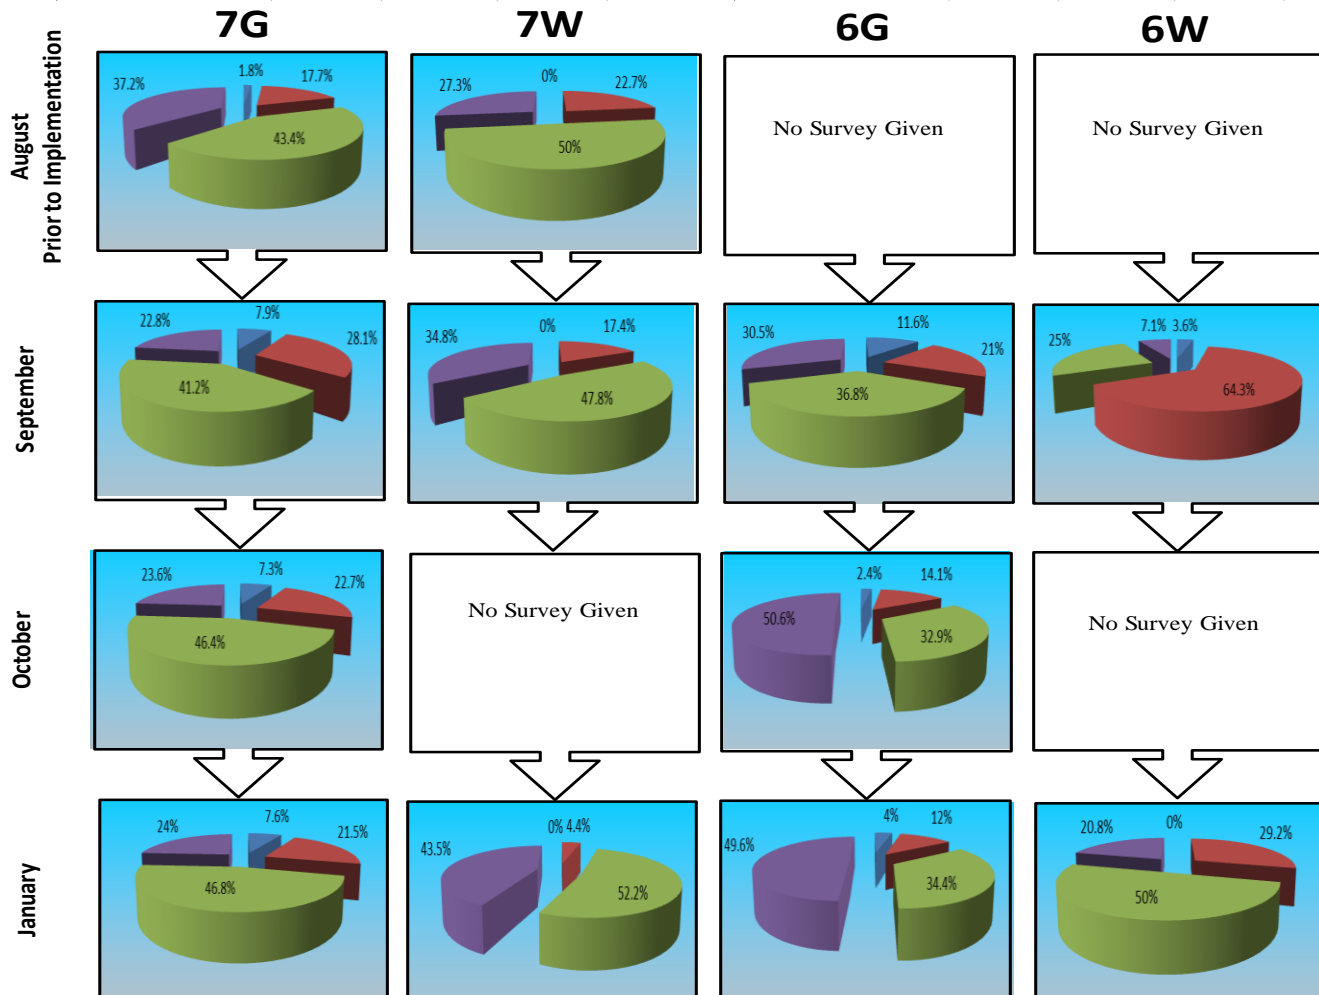 7G 7W 6G 6W
August
Prior to Implementation
37.2% 1.8% 17.7%
43.4%
27.3% 0% 22.7%
50%
No Survey Given
No Survey Given
September
22.8% 7.9% 28.1%
41.2%
34.8% 0% 17.4%
47.8%
30.5% 11.6% 21%
36.8%
25% 7.1% 3.6%
64.3%
October
23.6% 7.3% 22.7%
46.4%
No Survey Given
50.6% 2.4% 14.1%
32.9%
No Survey Given
January
24% 7.6% 21.5%
46.8%
43.5% 0% 4.4%
52.2%
49.6% 4% 12%
34.4%
20.8% 0% 29.2%
50%